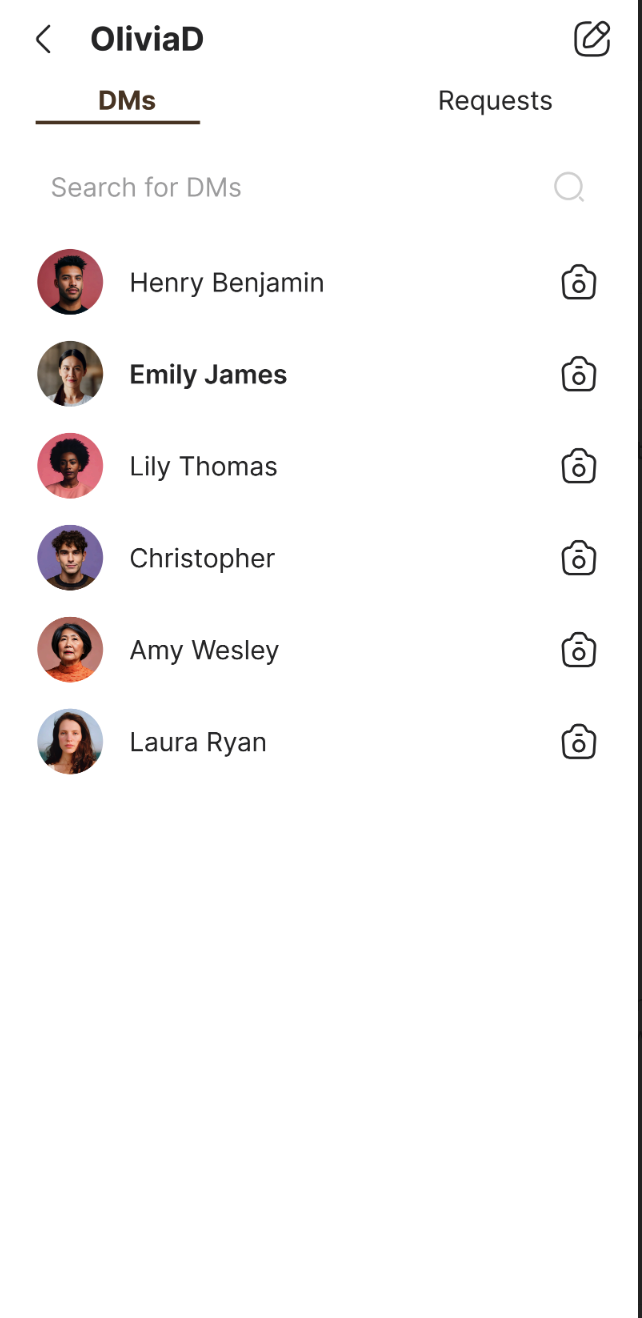 OliviaD
DMs
Requests
Search for DMs
Henry Benjamin
Emily James
Lily Thomas
Christopher
Amy Wesley
Laura Ryan